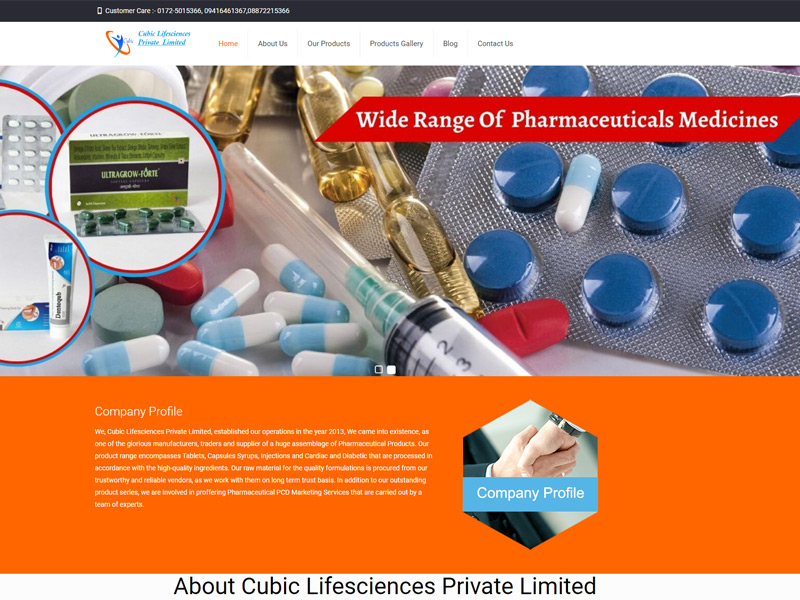 Customer Care :- 0172-5015366, 09416461367,08872215366
Cubic Lifesciences
Private Limited
Home
About Us
Our Products
Products Gallery
Blog
Contact Us
Wide Range Of Pharmaceuticals Medicines
ULTRAGROW-FORTE
Company Profile
We, Cubic Lifesciences Private Limited, established our operations in the year 2013, We came into existence, as
one of the glorious manufacturers, traders and supplier of a huge assemblage of Pharmaceutical Products. Our
product range encompasses Tablets, Capsules Syrups, Injections and Cardiac and Diabetic that are processed in
accordance with the high-quality ingredients. Our raw material for the quality formulations is procured from our
trustworthy and reliable vendors, as we work with them on long term trust basis. In addition to our outstanding
product series, we are involved in proffering Pharmaceutical PCD Marketing Services that are carried out by a
team of experts.
Company Profile
About Cubic Lifesciences Private Limited